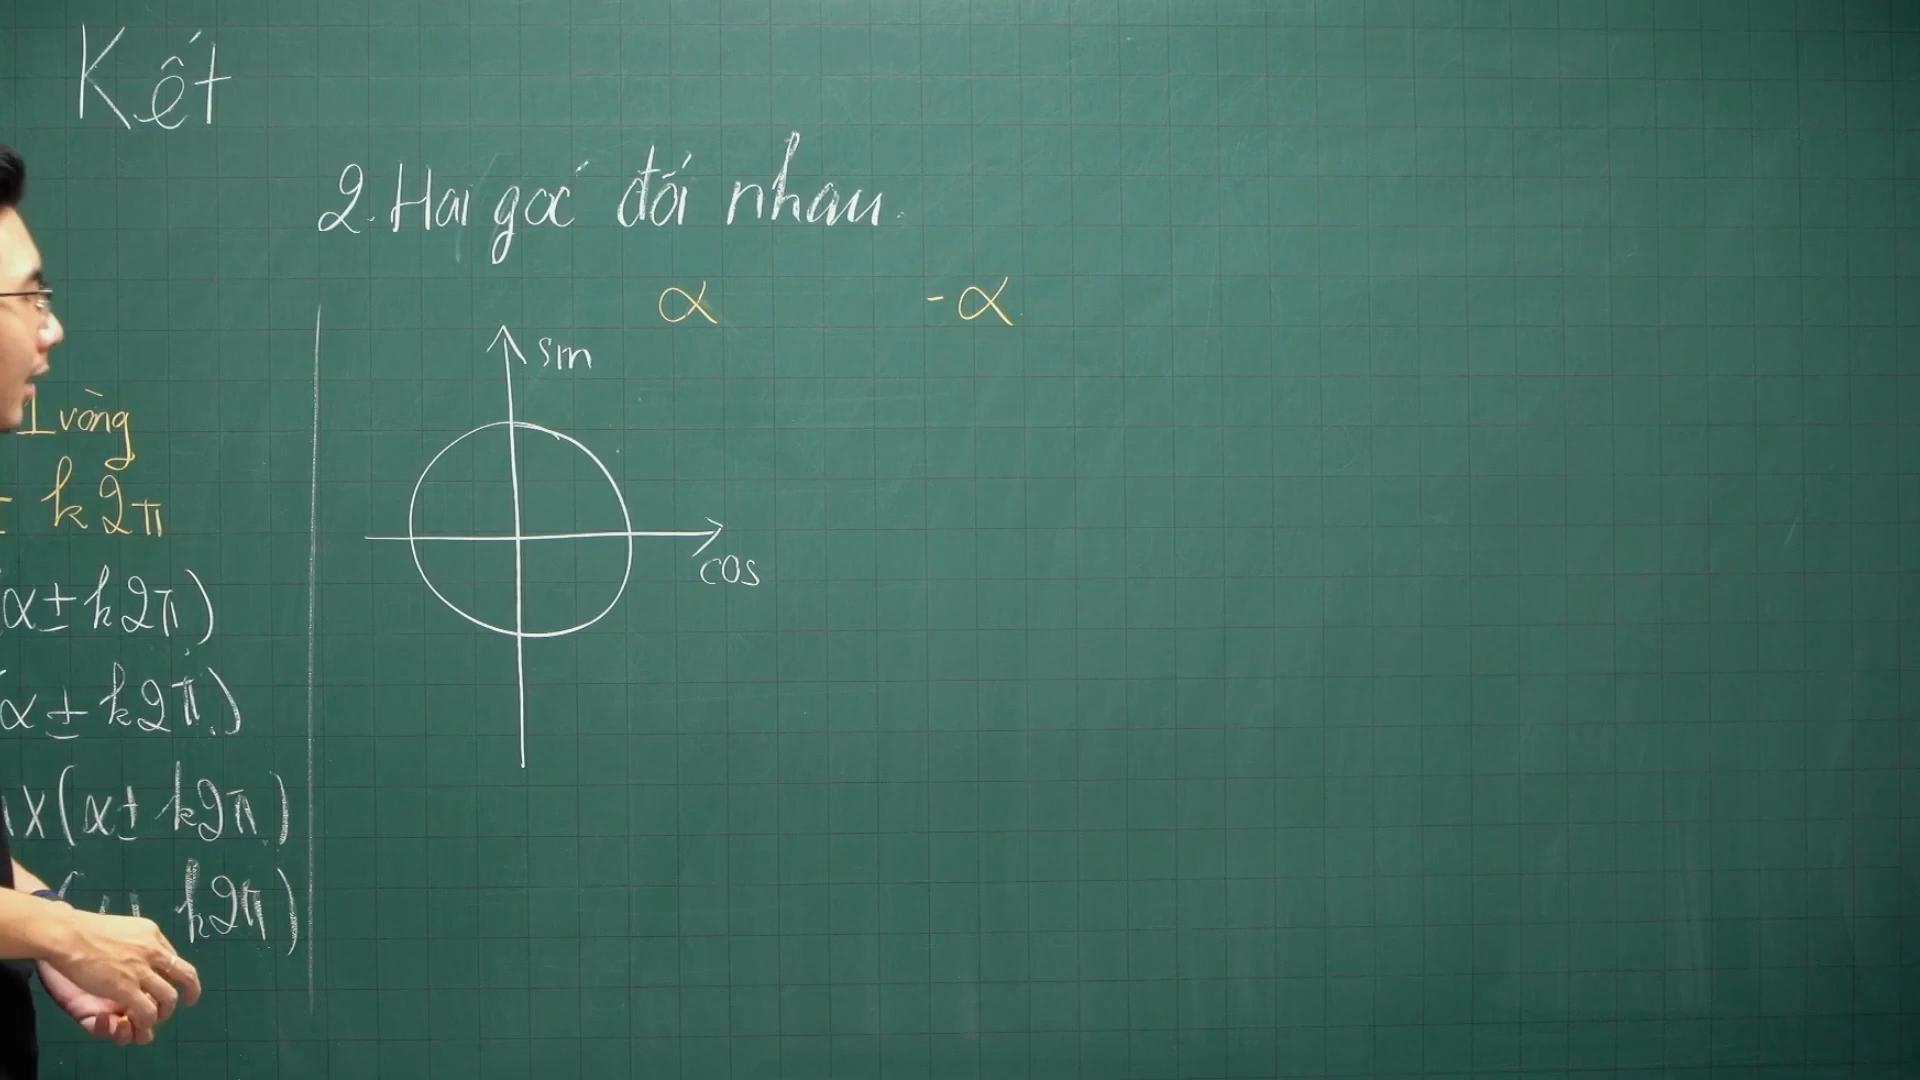 Kết
2. Hai góc đối nhau.
α -α
sin
cos
1 vòng
k2π
α ± k2π)
α ± k2π)
(α ± k2π)
k2π)